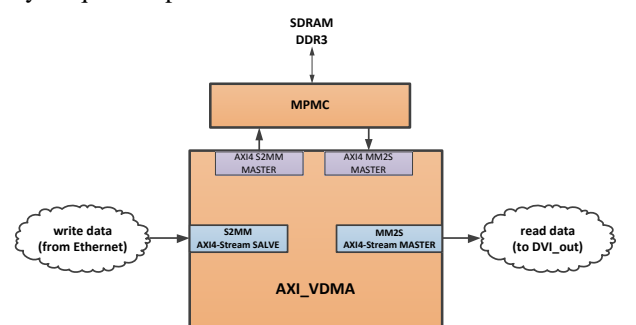 SDRAM
DDR3
MPMC
AXI4 S2MM
MASTER
AXI4 MM2S
MASTER
write data
(from Ethernet)
S2MM
AXI4-Stream SALVE
MM2S
AXI4-Stream MASTER
read data
(to DVI_out)
AXI_VDMA